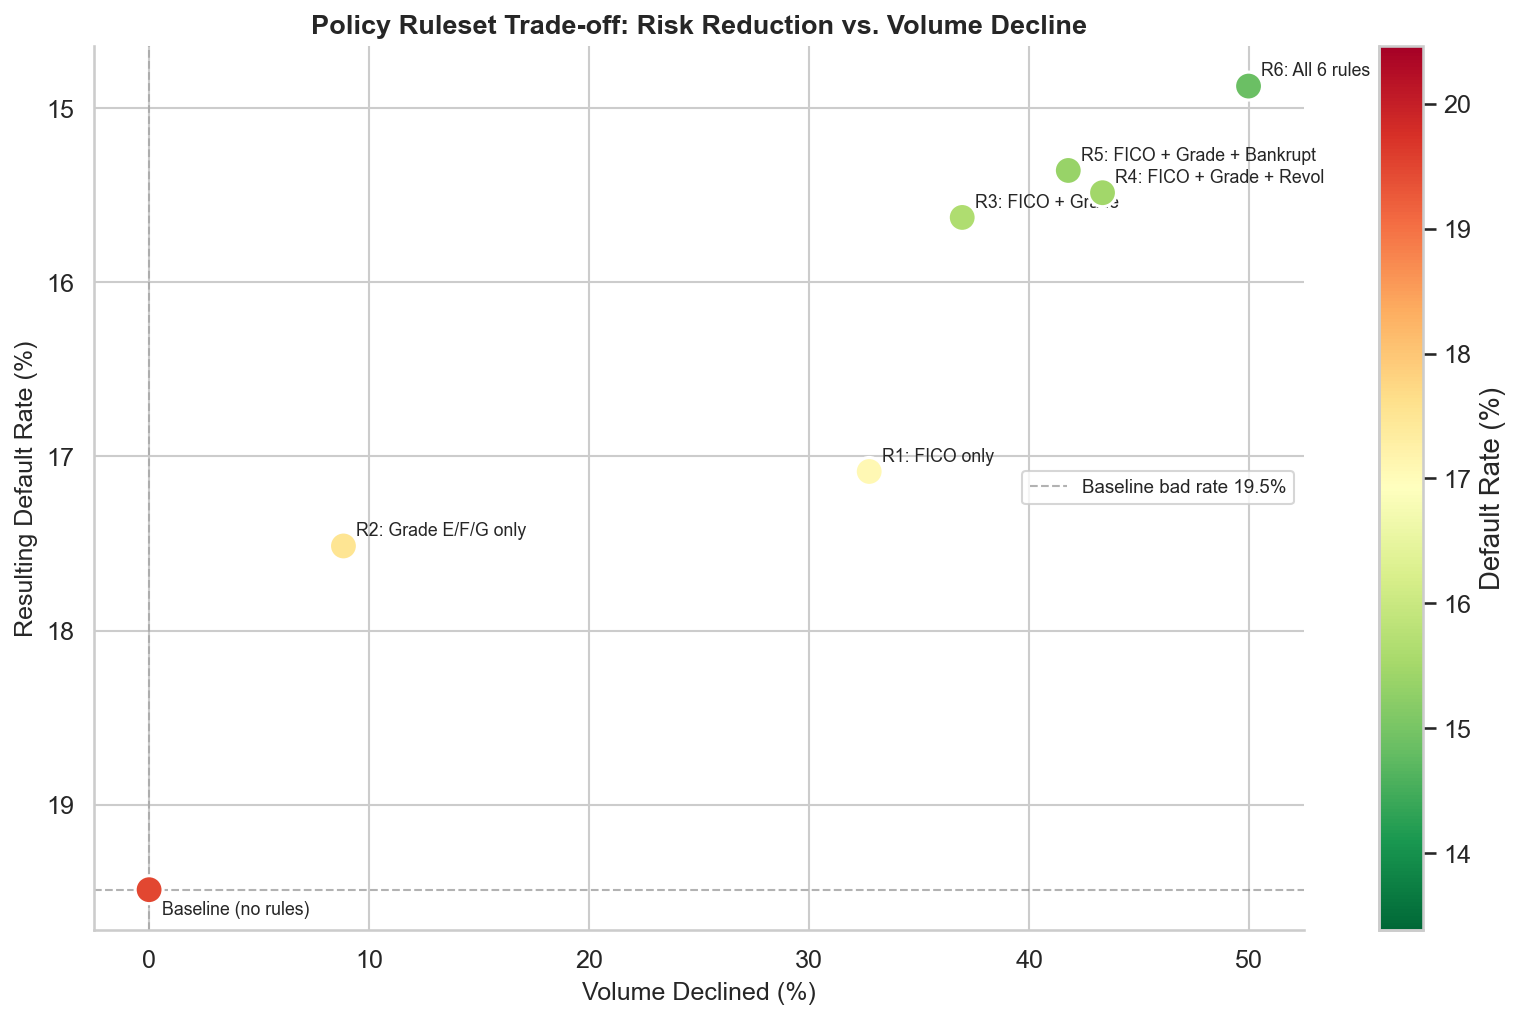 Policy Ruleset Trade-off: Risk Reduction vs. Volume Decline
R6: All 6 rules
R5: FICO + Grade + Bankrupt
R4: FICO + Grade + Revol
R3: FICO + Grade
R1: FICO only
Baseline bad rate 19.5%
R2: Grade E/F/G only
Baseline (no rules)
Resulting Default Rate (%)
15
16
17
18
19
0
10
20
30
40
50
Volume Declined (%)
20
19
18
17
16
15
14
Default Rate (%)